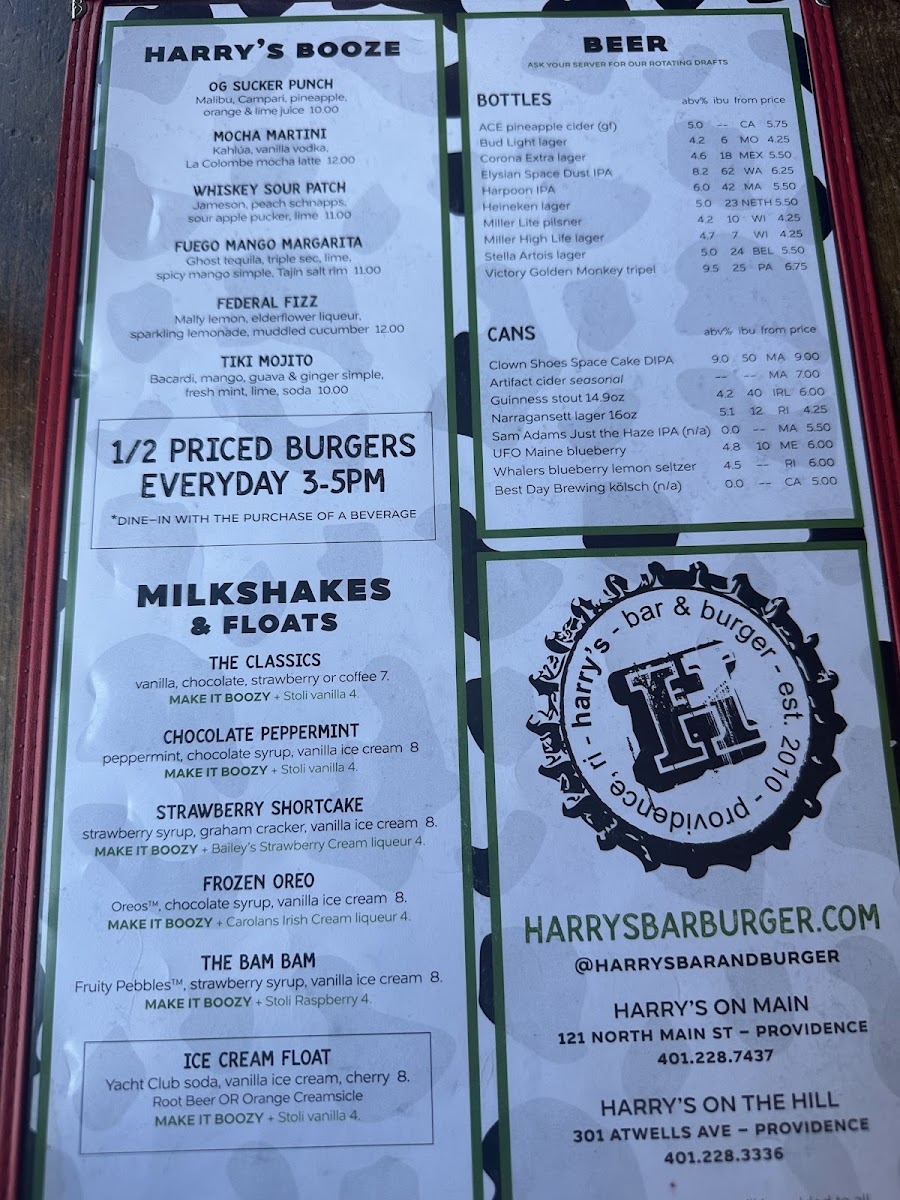 HARRY'S BOOZE
OG SUCKER PUNCH
Malibu, Campari, pineapple,
orange & lime juice 10.00
MOCHA MARTINI
Kahlúa, vanilla vodka,
La Colombe mocha latte 12.00
WHISKEY SOUR PATCH
Jameson, peach schnapps,
sour apple pucker, lime 11.00
FUEGO MANGO MARGARITA
Ghost tequila, triple sec, lime,
spicy mango simple, Tajín salt rim 11.00
FEDERAL FIZZ
Malfy lemon, elderflower liqueur,
sparkling lemonade, muddled cucumber 12.00
TIKI MOJITO
Bacardi, mango, guava & ginger simple,
fresh mint, lime, soda 10.00
1/2 PRICED BURGERS
EVERYDAY 3-5PM
*DINE-IN WITH THE PURCHASE OF A BEVERAGE
MILKSHAKES
& FLOATS
THE CLASSICS
vanilla, chocolate, strawberry or coffee 7.
MAKE IT BOOZY + Stoli vanilla 4.
CHOCOLATE PEPPERMINT
peppermint, chocolate syrup, vanilla ice cream 8
MAKE IT BOOZY + Stoli vanilla 4.
STRAWBERRY SHORTCAKE
strawberry syrup, graham cracker, vanilla ice cream 8.
MAKE IT BOOZY + Bailey's Strawberry Cream liqueur 4.
FROZEN OREO
Oreos™, chocolate syrup, vanilla ice cream 8.
MAKE IT BOOZY + Carolans Irish Cream liqueur 4.
THE BAM BAM
Fruity Pebbles™, strawberry syrup, vanilla ice cream 8.
MAKE IT BOOZY + Stoli Raspberry 4.
ICE CREAM FLOAT
Yacht Club soda, vanilla ice cream, cherry 8.
Root Beer OR Orange Creamsicle
MAKE IT BOOZY + Stoli vanilla 4.
BEER
ASK YOUR SERVER FOR OUR ROTATING DRAFTS
BOTTLES abv% ibu from price
ACE pineapple cider (gf) 5.0 -- CA 5.75
Bud Light lager 4.2 6 MO 4.25
Corona Extra lager 4.6 18 MEX 5.50
Elysian Space Dust IPA 8.2 62 WA 6.25
Harpoon IPA 6.0 42 MA 5.50
Heineken lager 5.0 23 NETH 5.50
Miller Lite pilsner 4.2 10 WI 4.25
Miller High Life lager 4.7 7 WI 4.25
Stella Artois lager 5.0 24 BEL 5.50
Victory Golden Monkey tripel 9.5 25 PA 6.75
CANS abv% ibu from price
Clown Shoes Space Cake DIPA 9.0 50 MA 9.00
Artifact cider seasonal -- -- MA 7.00
Guinness stout 14.9oz 4.2 40 IRL 6.00
Narragansett lager 16oz 5.1 12 RI 4.25
Sam Adams Just the Haze IPA (n/a) 0.0 -- MA 5.50
UFO Maine blueberry 4.8 10 ME 6.00
Whalers blueberry lemon seltzer 4.5 -- RI 6.00
Best Day Brewing kölsch (n/a) 0.0 -- CA 5.00
harry's - bar & burger - est. 2010 - providence, ri -
H
HARRYSBARBURGER.COM
@HARRYSBARANDBURGER
HARRY'S ON MAIN
121 NORTH MAIN ST – PROVIDENCE
401.228.7437
HARRY'S ON THE HILL
301 ATWELLS AVE – PROVIDENCE
401.228.3336